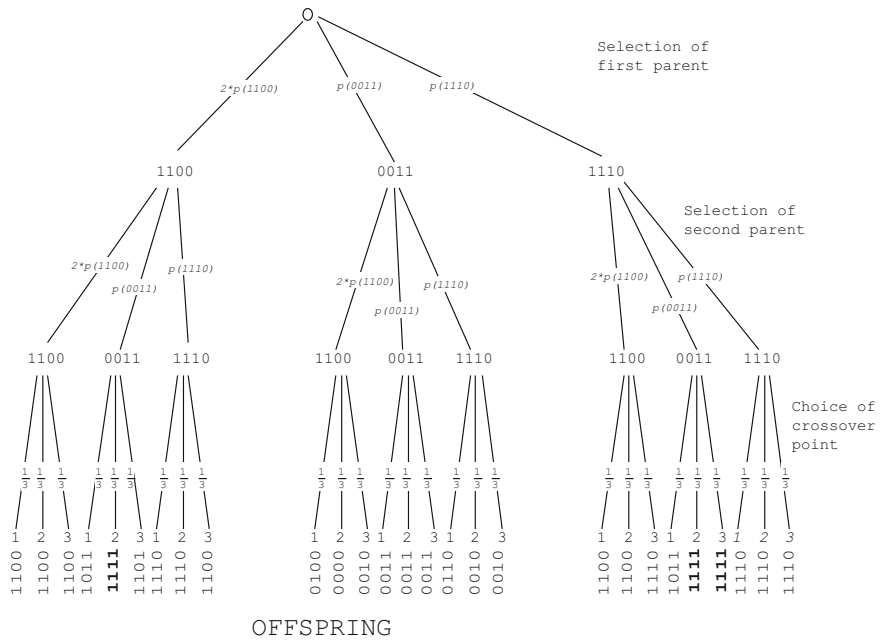 O
Selection of
first parent
2*p(1100) p(0011) p(1110)
1100 0011 1110
Selection of
second parent
2*p(1100) p(0011) p(1110) 2*p(1100) p(0011) p(1110) 2*p(1100) p(0011) p(1110)
1100 0011 1110 1100 0011 1110 1100 0011 1110
Choice of
crossover
point
1/3 1/3 1/3 1/3 1/3 1/3 1/3 1/3 1/3 1/3 1/3 1/3 1/3 1/3 1/3 1/3 1/3 1/3 1/3 1/3 1/3 1/3 1/3 1/3 1/3 1/3 1/3
1 2 3 1 2 3 1 2 3 1 2 3 1 2 3 1 2 3 1 2 3 1 2 3 1 2 3
1100 1100 1100 1011 1111 1101 1110 1110 1100 0100 0000 0010 0011 0011 0011 0110 0010 0010 1100 1100 1110 1011 1111 1111 1110 1110 1110
OFFSPRING